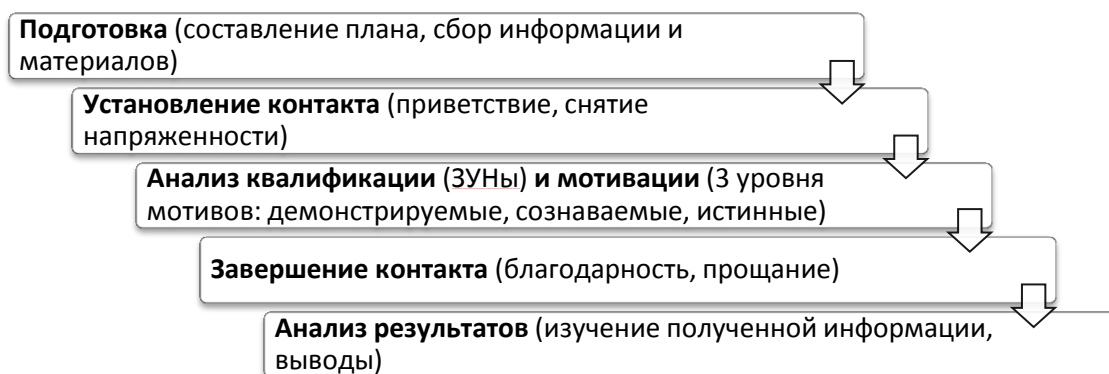 Подготовка (составление плана, сбор информации и
материалов)
Установление контакта (приветствие, снятие
напряженности)
Анализ квалификации (ЗУНы) и мотивации (3 уровня
мотивов: демонстрируемые, сознаваемые, истинные)
Завершение контакта (благодарность, прощание)
Анализ результатов (изучение полученной информации,
выводы)